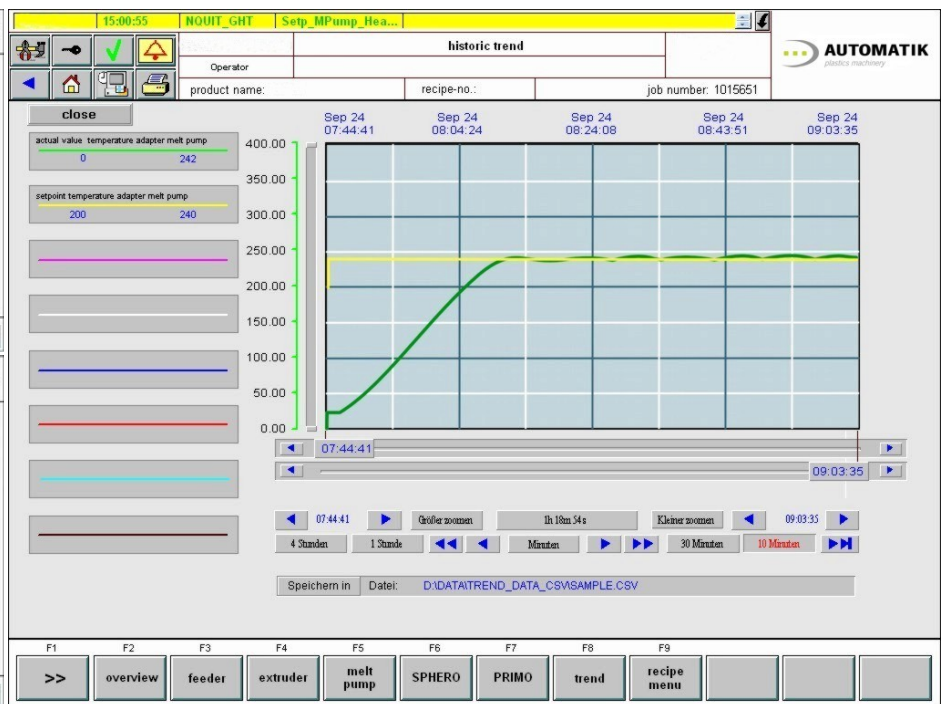 15:00:55 NQUIT_GHT Setp_MPump_Hea...
historic trend
AUTOMATIK
plastics machinery
Operator
product name: recipe-no.: job number: 1015651
close
Sep 24 Sep 24 Sep 24 Sep 24 Sep 24
07:44:41 08:04:24 08:24:08 08:43:51 09:03:35
actual value temperature adapter melt pump
0 242
setpoint temperature adapter melt pump
200 240
400.00
350.00
300.00
250.00
200.00
150.00
100.00
50.00
0.00
07:44:41
09:03:35
07:44:41 Größer zoomen 1h 18m 54 s Kleiner zoomen 09:03:35
4 Stunden 1 Stunde Minuten 30 Minuten 10 Minuten
Speichern in Datei: D:\DATA\TREND_DATA_CSV\SAMPLE.CSV
F1 F2 F3 F4 F5 F6 F7 F8 F9
>> overview feeder extruder melt pump SPHERO PRIMO trend recipe menu